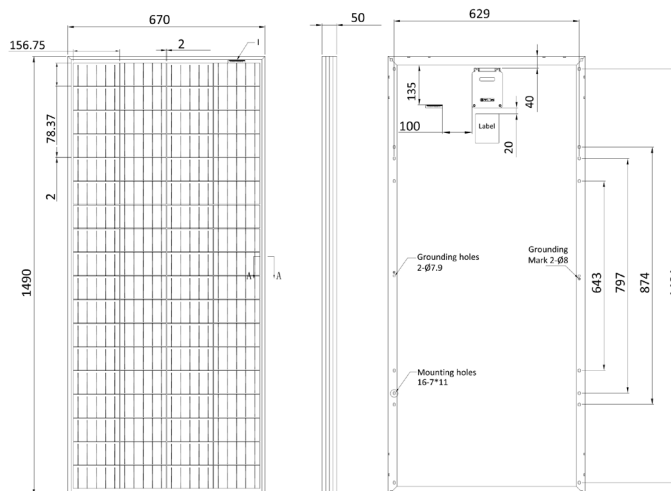 670
50
629
156.75
2
135
40
100
Label
20
78.37
2
1490
A
A
Grounding holes
2-Ø7.9
Grounding
Mark 2-Ø8
643
797
874
Mounting holes
16-7*11